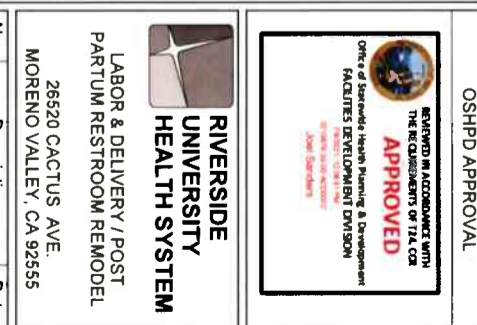 OSHPD APPROVAL
REVIEWED IN ACCORDANCE WITH
THE REQUIREMENTS OF T24, CCR
APPROVED
Office of Statewide Health Planning & Development
FACILITIES DEVELOPMENT DIVISION
Joel Sanders
RIVERSIDE
UNIVERSITY
HEALTH SYSTEM
LABOR & DELIVERY / POST
PARTUM RESTROOM REMODEL
26520 CACTUS AVE.
MORENO VALLEY, CA 92555